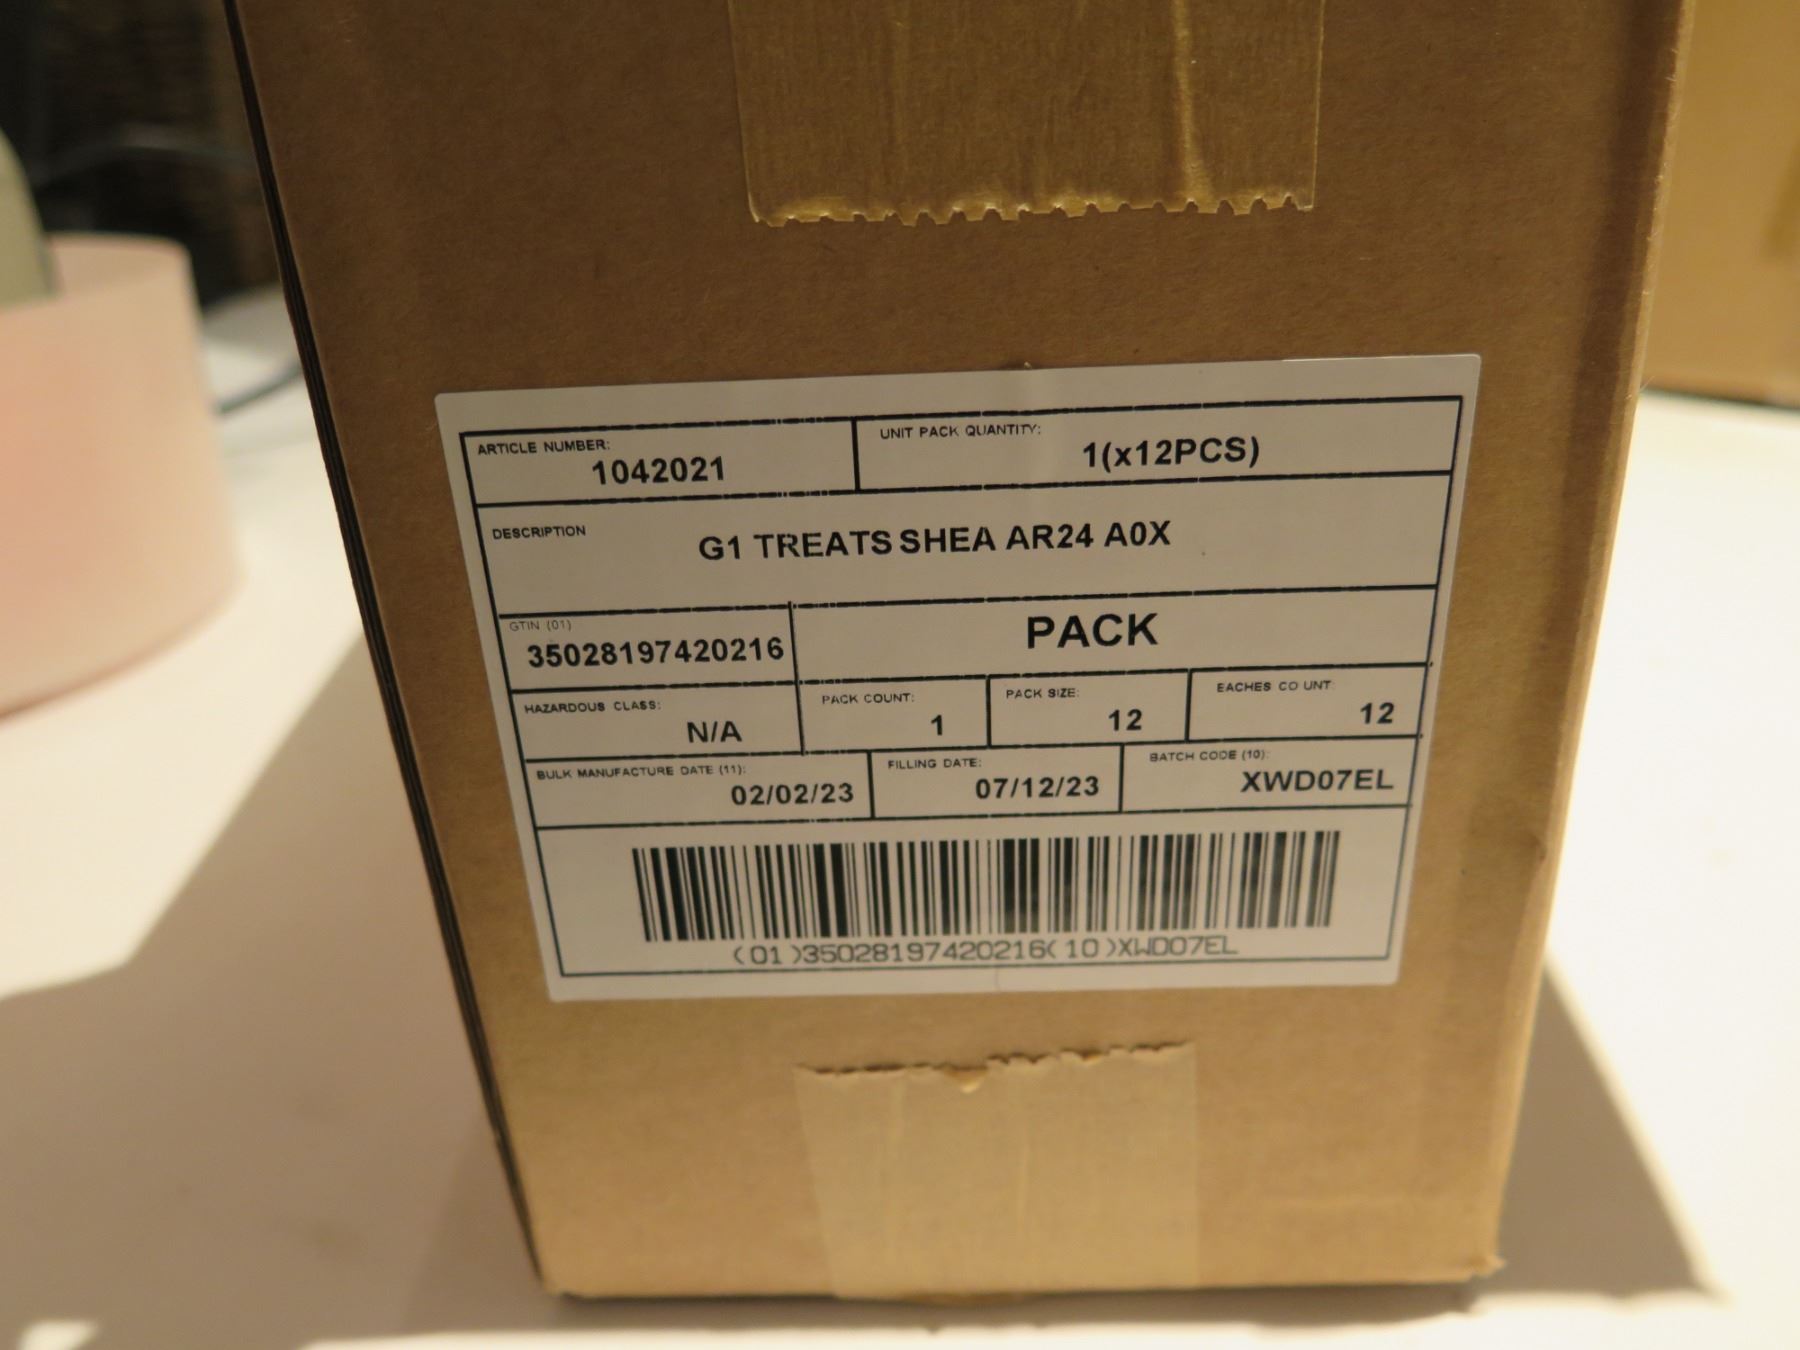 ARTICLE NUMBER:
1042021
UNIT PACK QUANTITY:
1(x12PCS)
DESCRIPTION
G1 TREATS SHEA AR24 A0X
GTIN (01)
35028197420216
PACK
HAZARDOUS CLASS:
N/A
PACK COUNT:
1
PACK SIZE:
12
EACHES CO UNT:
12
BULK MANUFACTURE DATE (11):
02/02/23
FILLING DATE:
07/12/23
BATCH CODE (10):
XWD07EL
(01)35028197420216(10)XWD07EL